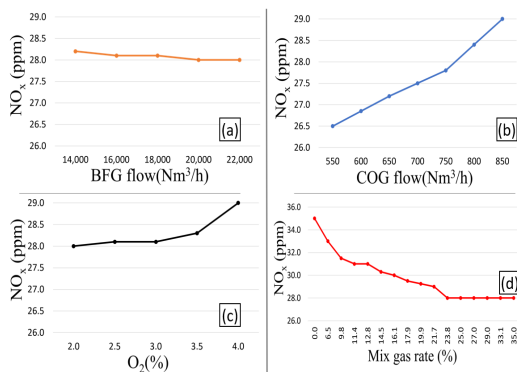 29.0
28.5
28.0
27.5
27.0
26.5
26.0
NOx (ppm)
(a)
14,000 16,000 18,000 20,000 22,000
BFG flow(Nm³/h)
29.0
28.5
28.0
27.5
27.0
26.5
26.0
NOx (ppm)
(b)
550 600 650 700 750 800 850
COG flow(Nm³/h)
29.0
28.5
28.0
27.5
27.0
26.5
26.0
NOx (ppm)
(c)
2.0 2.5 3.0 3.5 4.0
O₂(%)
36.0
34.0
32.0
30.0
28.0
26.0
NOx (ppm)
(d)
0.0 6.5 9.8 11.4 12.8 14.5 16.1 17.9 19.9 21.7 23.8 25.0 27.0 29.0 33.1 35.0
Mix gas rate (%)